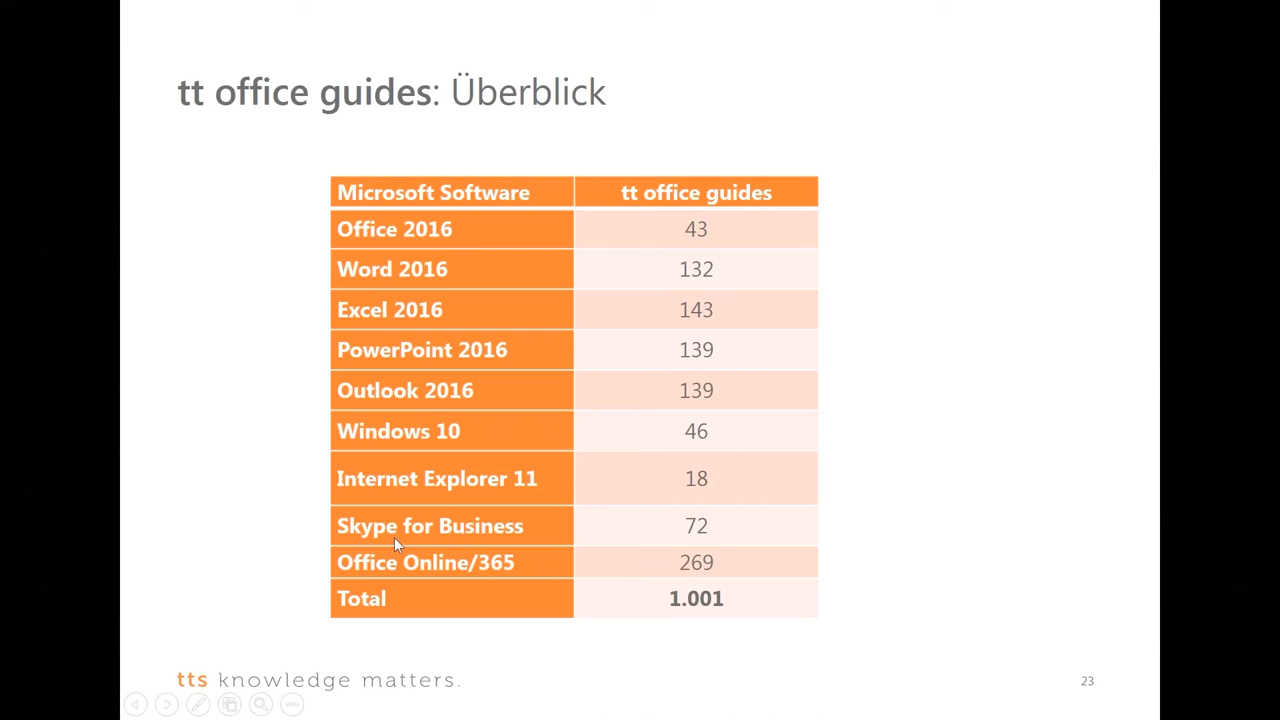 tt office guides: Überblick
Microsoft Software tt office guides
Office 2016 43
Word 2016 132
Excel 2016 143
PowerPoint 2016 139
Outlook 2016 139
Windows 10 46
Internet Explorer 11 18
Skype for Business 72
Office Online/365 269
Total 1.001
tts knowledge matters. 23